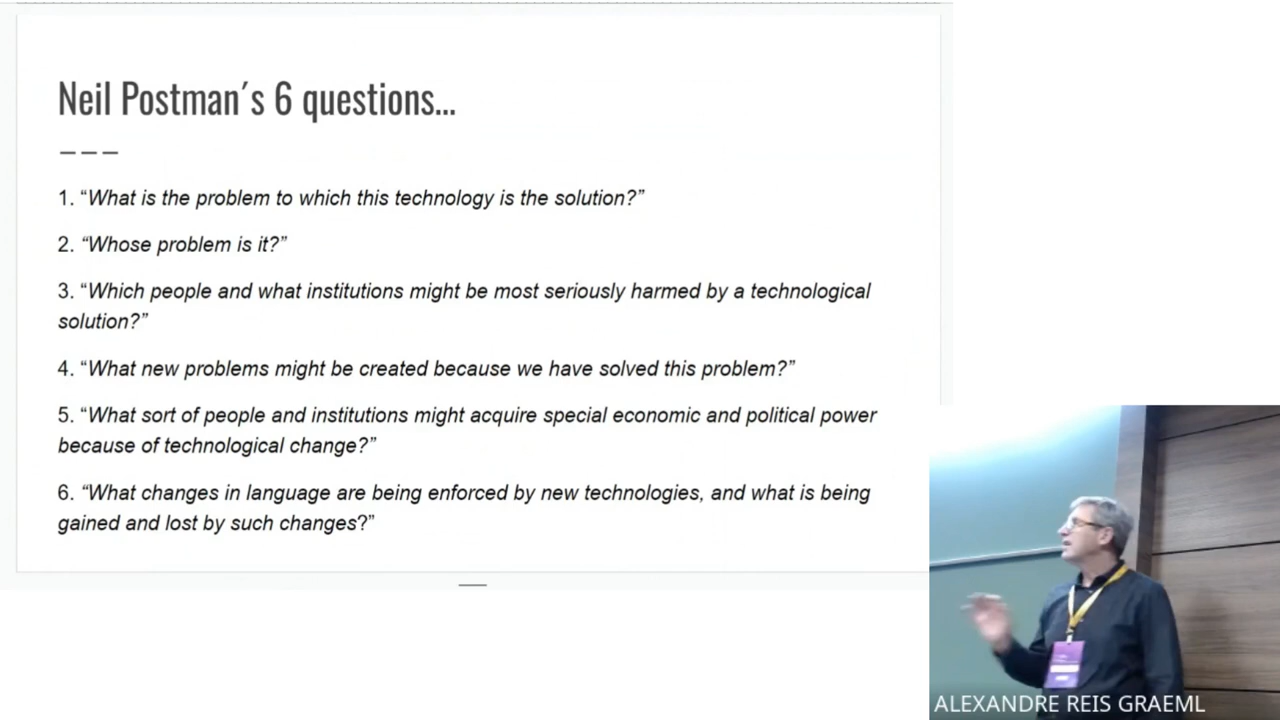 Neil Postman´s 6 questions...
1. “What is the problem to which this technology is the solution?”
2. “Whose problem is it?”
3. “Which people and what institutions might be most seriously harmed by a technological
solution?”
4. “What new problems might be created because we have solved this problem?”
5. “What sort of people and institutions might acquire special economic and political power
because of technological change?”
6. “What changes in language are being enforced by new technologies, and what is being
gained and lost by such changes?”
ALEXANDRE REIS GRAEML